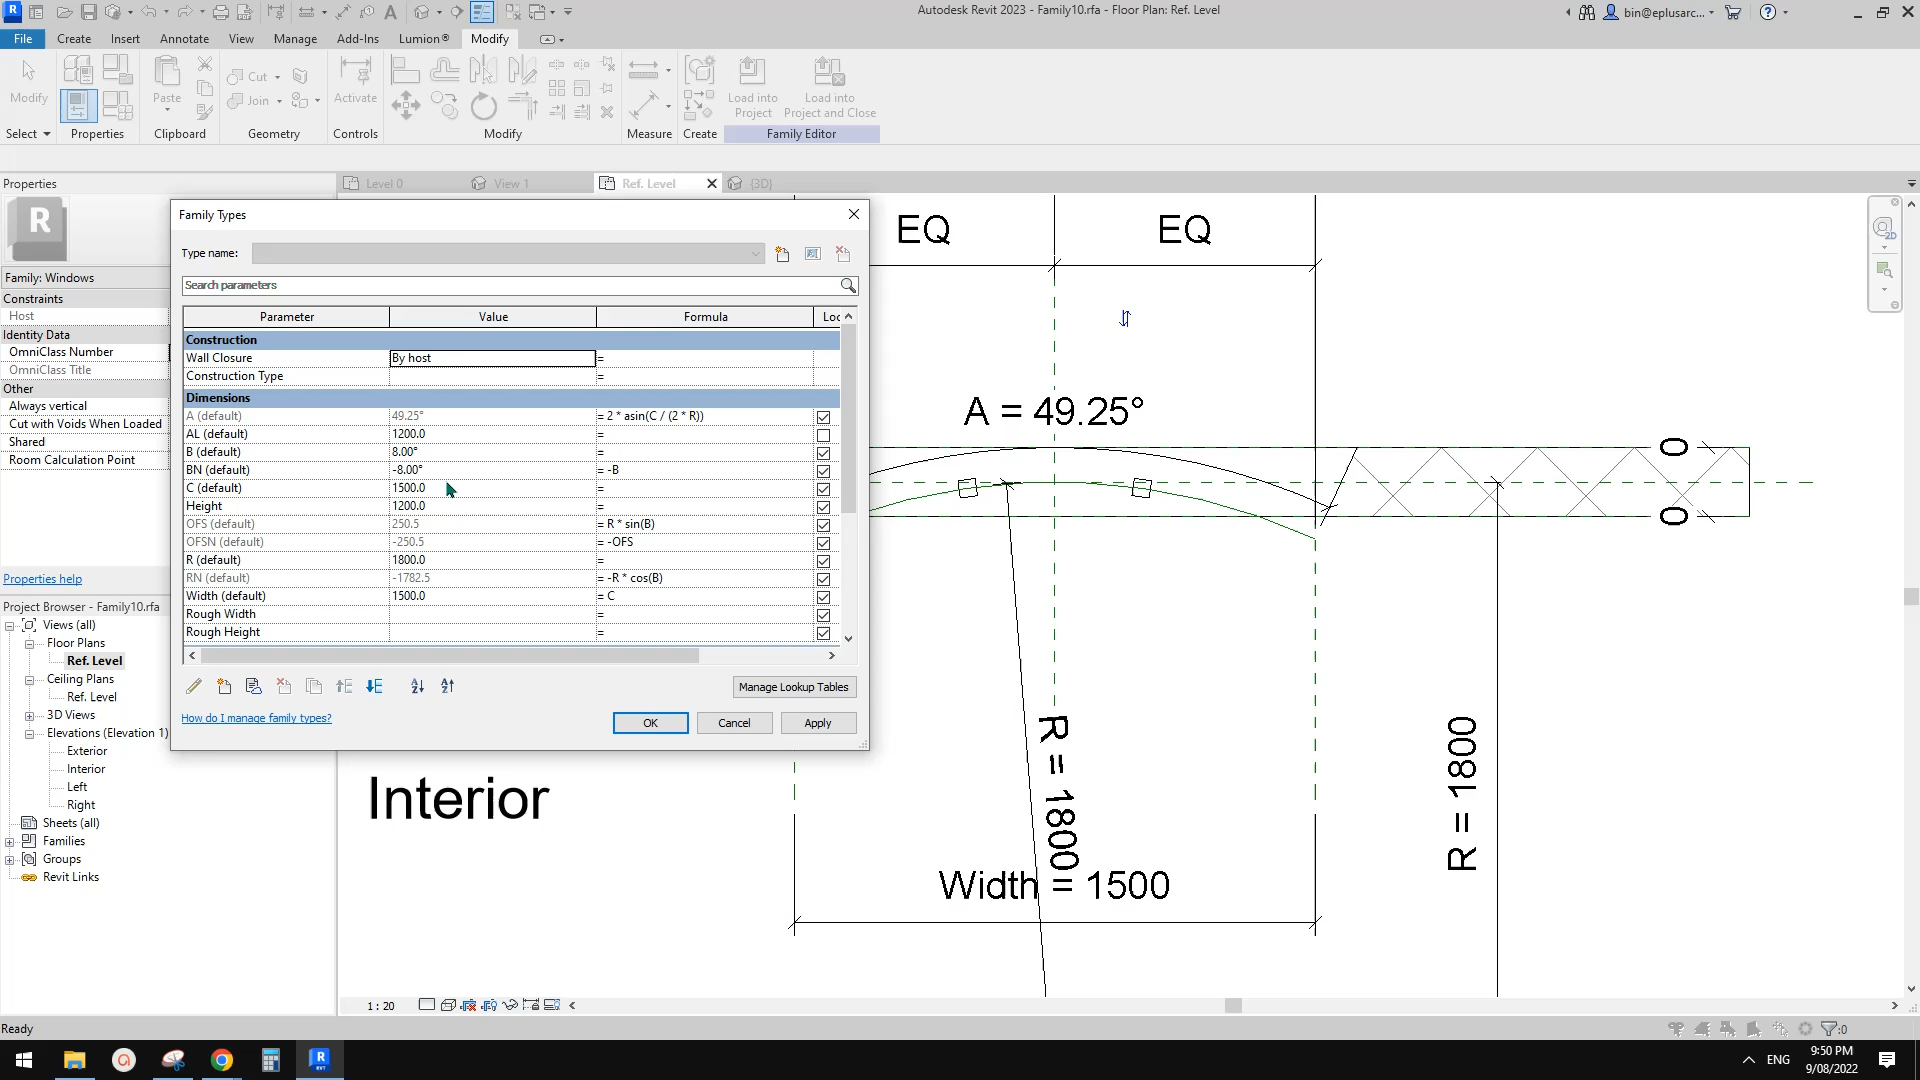 Autodesk Revit 2023 - Family10.rfa - Floor Plan: Ref. Level
bin@eplusarc...
File Create Insert Annotate View Manage Add-Ins Lumion® Modify
Modify
Paste
Cut
Join
Activate
Load into
Project
Load into
Project and Close
Select Properties Clipboard Geometry Controls Modify Measure Create Family Editor
Properties
Level 0 View 1 Ref. Level {3D}
R
Family: Windows
Constraints
Host
Identity Data
OmniClass Number
OmniClass Title
Other
Always vertical
Cut with Voids When Loaded
Shared
Room Calculation Point
Properties help
Project Browser - Family10.rfa
Views (all)
Floor Plans
Ref. Level
Ceiling Plans
Ref. Level
3D Views
Elevations (Elevation 1)
Exterior
Interior
Left
Right
Sheets (all)
Families
Groups
Revit Links
Family Types
Type name:
Search parameters
Parameter Value Formula Loc
Construction
Wall Closure By host =
Construction Type =
Dimensions
A (default) 49.25° = 2 * asin(C / (2 * R))
AL (default) 1200.0 =
B (default) 8.00° =
BN (default) -8.00° = -B
C (default) 1500.0 =
Height 1200.0 =
OFS (default) 250.5 = R * sin(B)
OFSN (default) -250.5 = -OFS
R (default) 1800.0 =
RN (default) -1782.5 = -R * cos(B)
Width (default) 1500.0 = C
Rough Width =
Rough Height =
Manage Lookup Tables
How do I manage family types?
OK Cancel Apply
EQ EQ
A = 49.25°
0
0
R = 1800
R = 1800
Width = 1500
Interior
1 : 20
Ready
:0
ENG
9:50 PM
9/08/2022